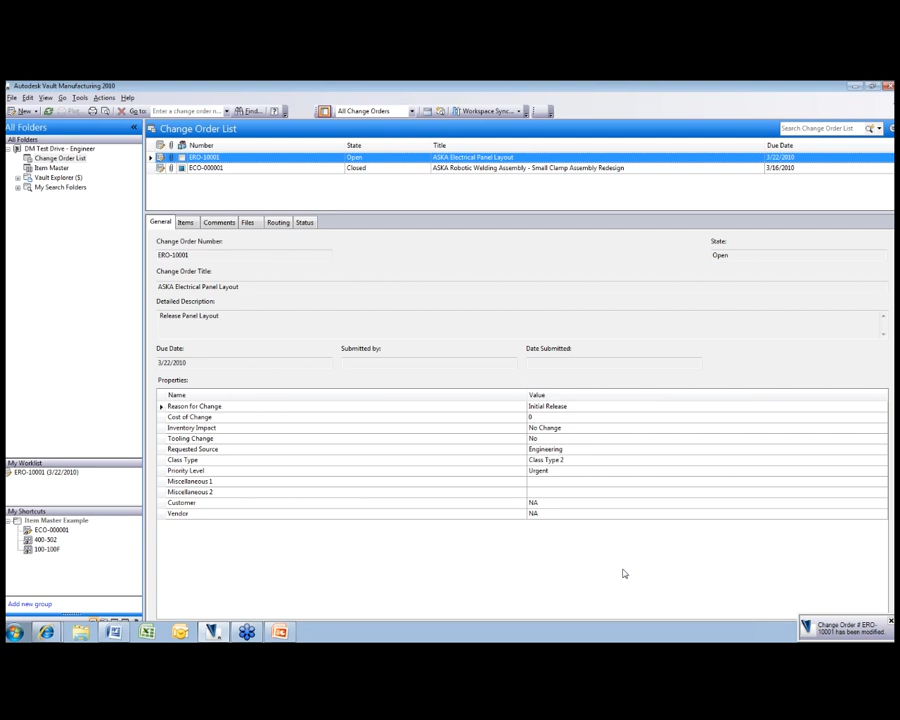 Autodesk Vault Manufacturing 2010
File Edit View Go Tools Actions Help
New Plot Go to: Enter a change order n... Find... All Change Orders Workspace Sync...
All Folders
All Folders
DM Test Drive - Engineer
Change Order List
Item Master
Vault Explorer ($)
My Search Folders
My Worklist
ERO-10001 (3/22/2010)
My Shortcuts
Item Master Example
ECO-000001
400-502
100-100F
Add new group
Change Order List Search Change Order List
Number State Title Due Date
ERO-10001 Open ASKA Electrical Panel Layout 3/22/2010
ECO-000001 Closed ASKA Robotic Welding Assembly - Small Clamp Assembly Redesign 3/16/2010
General Items Comments Files Routing Status
Change Order Number: State:
ERO-10001 Open
Change Order Title:
ASKA Electrical Panel Layout
Detailed Description:
Release Panel Layout
Due Date: Submitted by: Date Submitted:
3/22/2010
Properties:
Name Value
Reason for Change Initial Release
Cost of Change 0
Inventory Impact No Change
Tooling Change No
Requested Source Engineering
Class Type Class Type 2
Priority Level Urgent
Miscellaneous 1
Miscellaneous 2
Customer NA
Vendor NA
Change Order # ERO-
10001 has been modified.